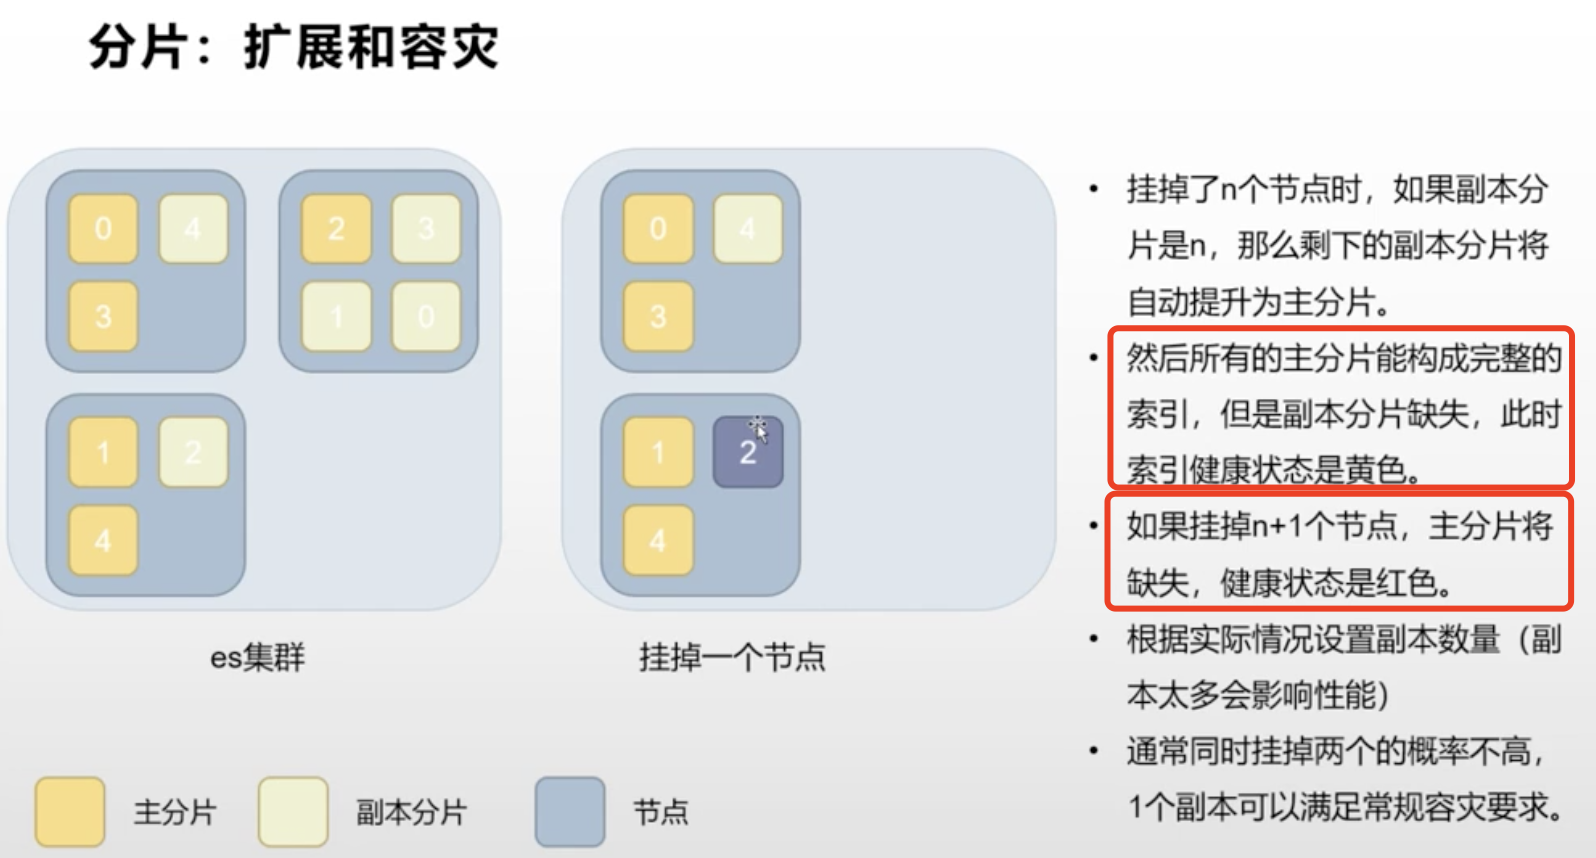 分片：扩展和容灾
0 4
3
2 3
1 0
1 2
4
es集群
0 4
3
1 2
4
挂掉一个节点
• 挂掉了n个节点时，如果副本分
片是n，那么剩下的副本分片将
自动提升为主分片。
• 然后所有的主分片能构成完整的
索引，但是副本分片缺失，此时
索引健康状态是黄色。
• 如果挂掉n+1个节点，主分片将
缺失，健康状态是红色。
• 根据实际情况设置副本数量（副
本太多会影响性能）
• 通常同时挂掉两个的概率不高，
1个副本可以满足常规容灾要求。
主分片
副本分片
节点